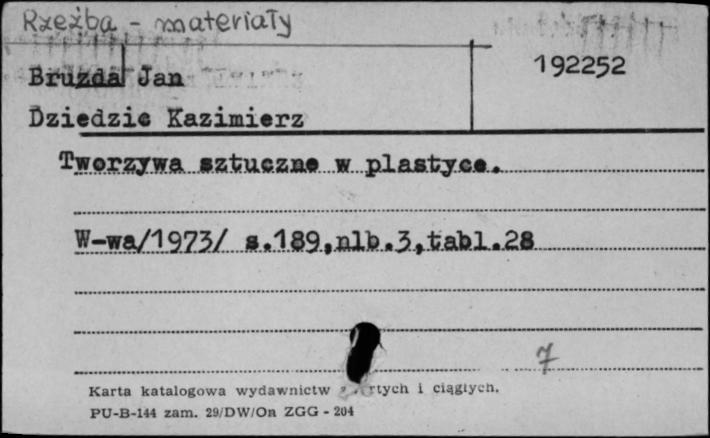 Rzeźba - materiały
192252
Bruzda Jan
Dziedzic Kazimierz
Tworzywa sztuczne w plastyce.
W-wa/1973/ s.189,nlb.3,tabl.28
7
Karta katalogowa wydawnictw i ciągłych.
PU-B-144 zam. 29/DW/On ZGG - 204